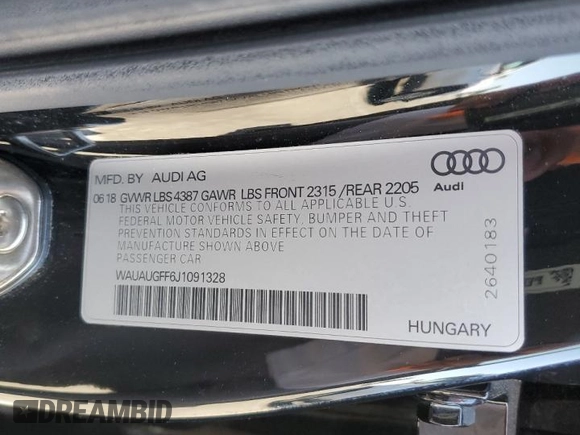 MFD. BY AUDI AG
06 18 GVWR LBS 4387 GAWR LBS FRONT 2315 /REAR 2205
THIS VEHICLE CONFORMS TO ALL APPLICABLE U.S.
FEDERAL MOTOR VEHICLE SAFETY, BUMPER AND THEFT
PREVENTION STANDARDS IN EFFECT ON THE DATE OF
MANUFACTURE SHOWN ABOVE
PASSENGER CAR
WAUAUGFF6J1091328
Audi
2640183
HUNGARY
DREAMBID